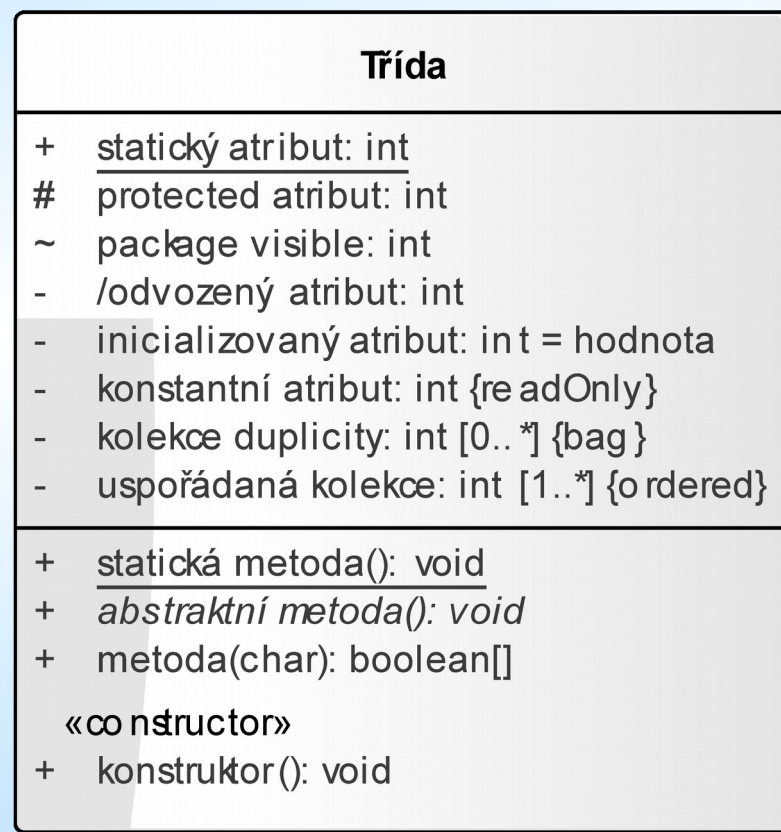 Třída
+ statický atribut: int
# protected atribut: int
~ package visible: int
- /odvozený atribut: int
- inicializovaný atribut: int = hodnota
- konstantní atribut: int {readOnly}
- kolekce duplicity: int [0..*] {bag}
- uspořádaná kolekce: int [1..*] {ordered}
+ statická metoda(): void
+ abstraktní metoda(): void
+ metoda(char): boolean[]
«constructor»
+ konstruktor(): void